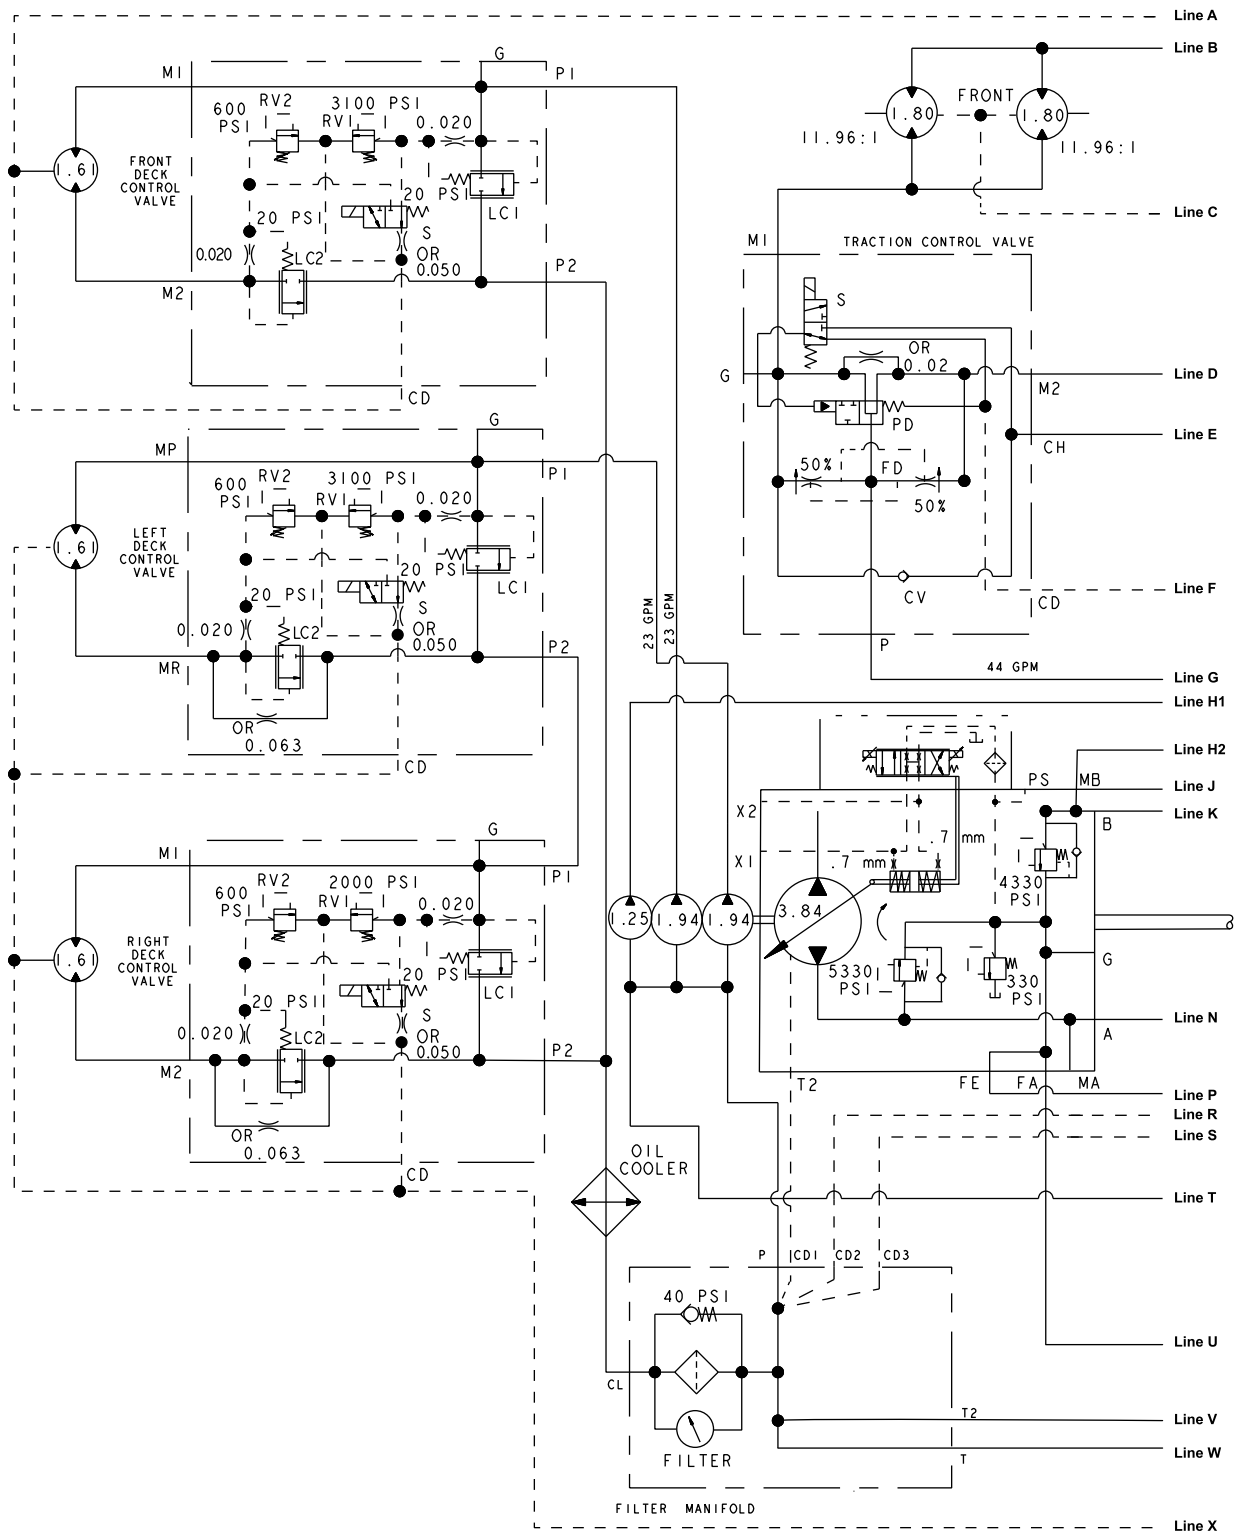 Line A
Line B
G
M1
P1
600
PSI
RV2
3100 PSI
RV1
0.020
FRONT
1.80
1.80
11.96:1
11.96:1
1.61
FRONT
DECK
CONTROL
VALVE
20
PSI
LC1
Line C
20 PSI
S
OR
0.050
0.020
LC2
P2
M2
M1
TRACTION CONTROL VALVE
S
OR
0.02
G
Line D
M2
CD
PD
G
Line E
CH
MP
P1
50%
FD
50%
600
PSI
RV2
3100 PSI
RV1
0.020
1.61
LEFT
DECK
CONTROL
VALVE
20
PSI
LC1
20 PSI
S
OR
0.050
0.020
LC2
CV
CD
Line F
23 GPM
23 GPM
P2
MR
P
44 GPM
Line G
Line H1
OR
0.063
CD
Line H2
PS
MB
Line J
X2
Line K
B
.7 mm
G
M1
P1
X1
.7 mm
4330
PSI
600
PSI
RV2
2000 PSI
RV1
0.020
1.25
1.94
1.94
3.84
1.61
RIGHT
DECK
CONTROL
VALVE
20
PSI
LC1
5330
PSI
330
PSI
G
20 PSI
S
OR
0.050
0.020
LC2
P2
M2
Line N
A
T2
FE
FA
MA
Line P
Line R
Line S
OR
0.063
CD
OIL
COOLER
Line T
P
CD1
CD2
CD3
40 PSI
Line U
CL
FILTER
T2
Line V
T
Line W
FILTER MANIFOLD
Line X